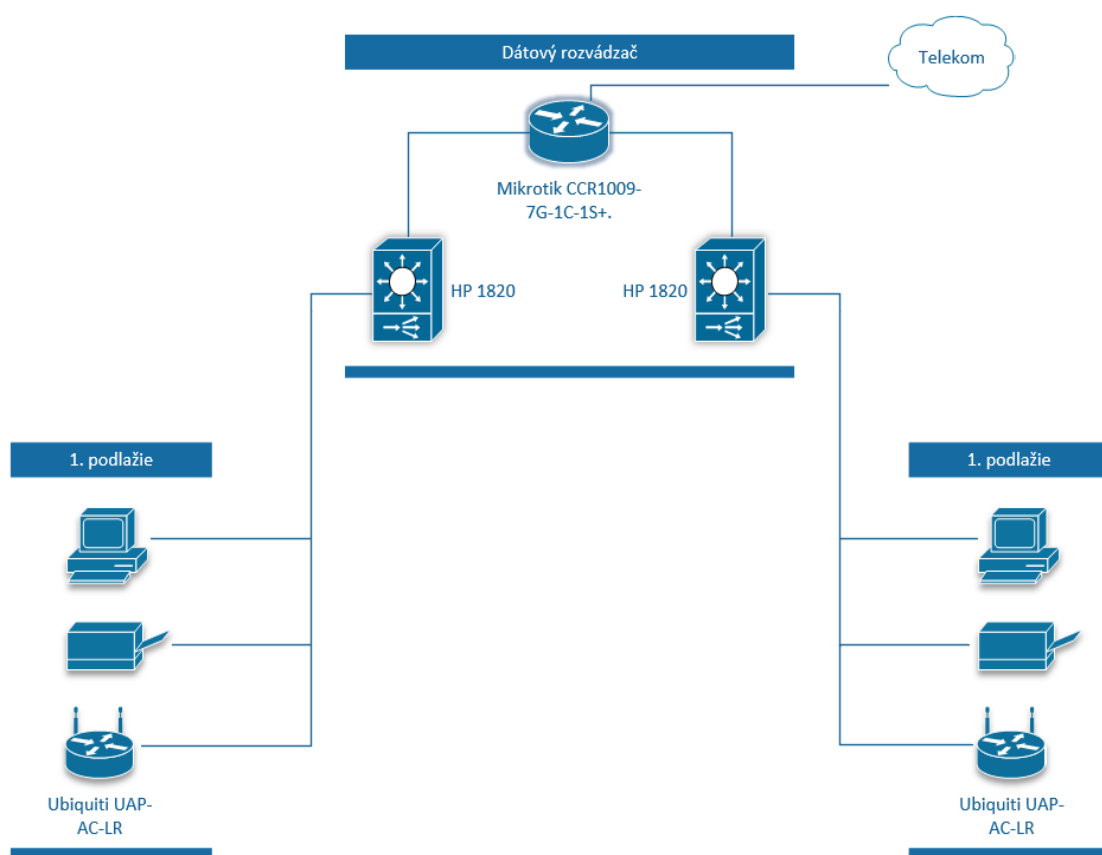 Dátový rozvádzač
Telekom
Mikrotik CCR1009-
7G-1C-1S+.
HP 1820
HP 1820
1. podlažie
1. podlažie
Ubiquiti UAP-
AC-LR
Ubiquiti UAP-
AC-LR